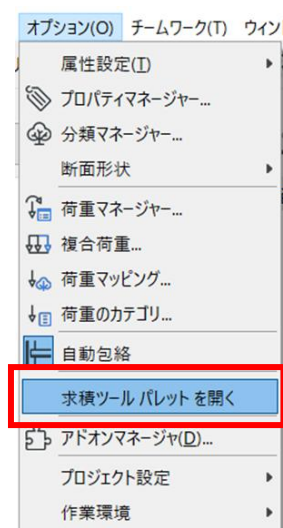 オプション(O) チームワーク(T) ウィン
属性設定(T)
プロパティマネージャー...
分類マネージャー...
断面形状
荷重マネージャー...
複合荷重...
荷重マッピング...
荷重のカテゴリ...
自動包絡
求積ツール パレット を開く
アドオンマネージャ(D)...
プロジェクト設定
作業環境